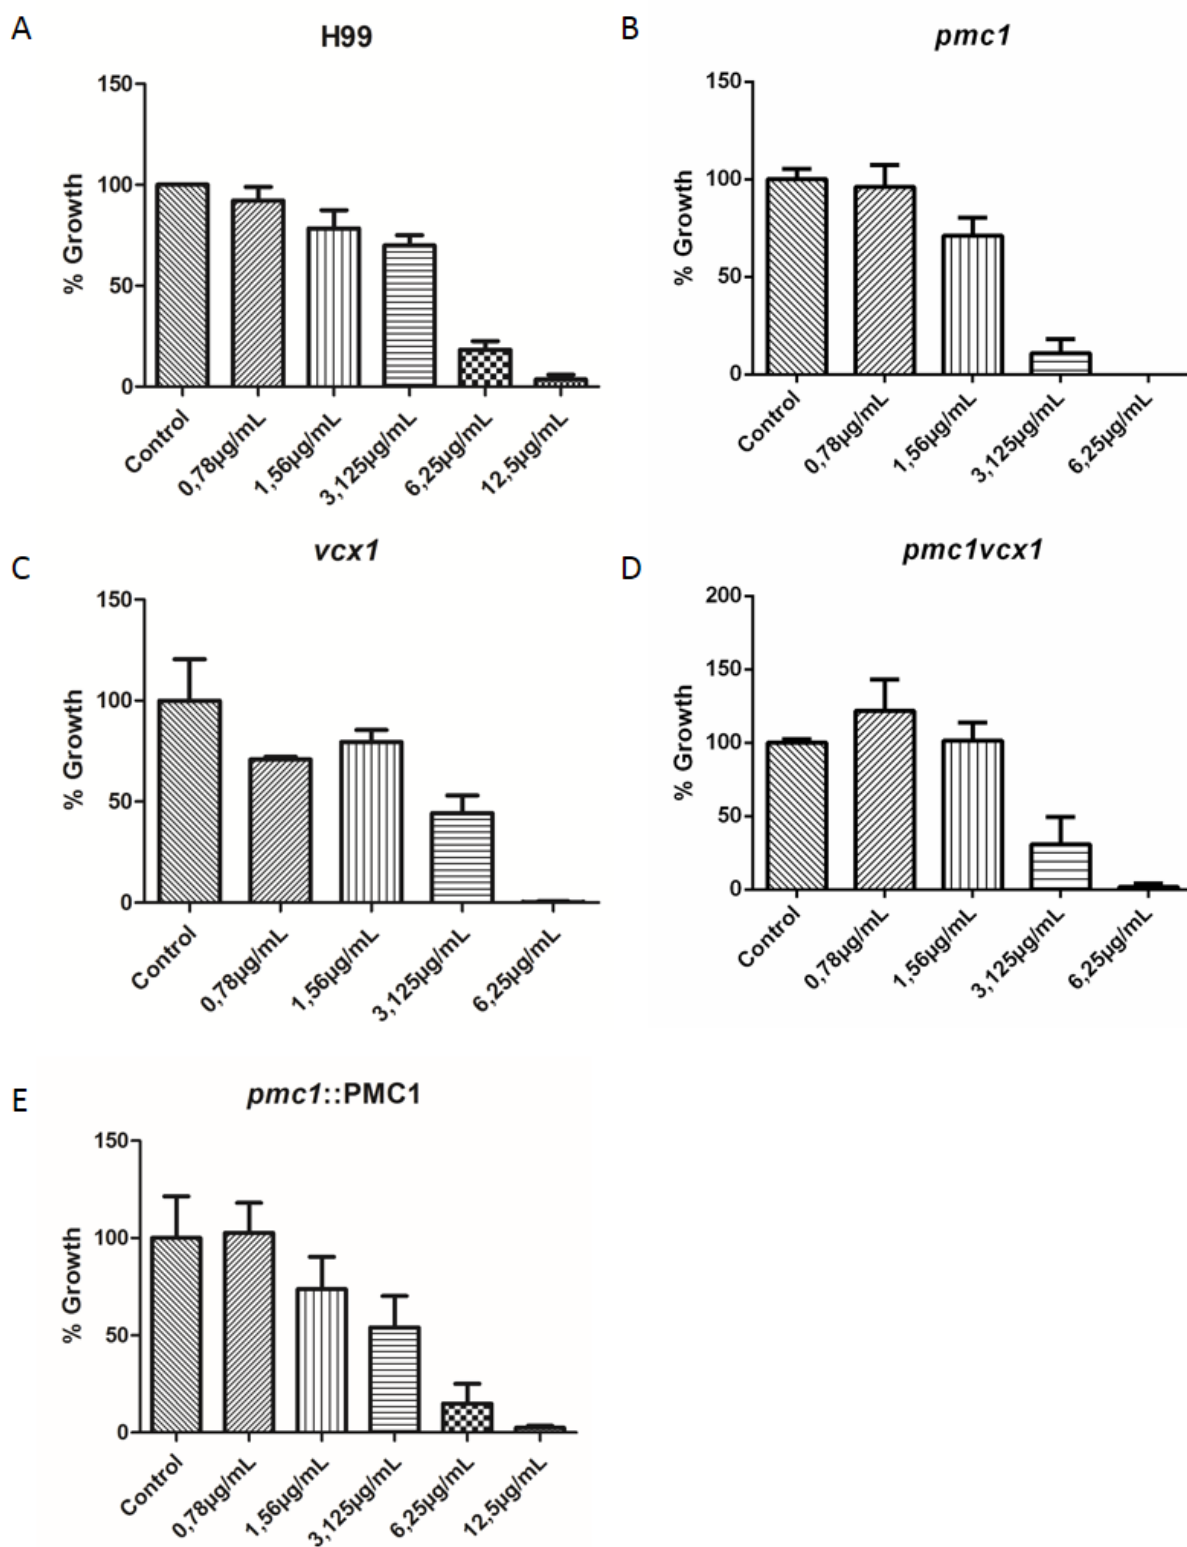 A
H99
150
100
50
0
% Growth
Control
0,78µg/mL
1,56µg/mL
3,125µg/mL
6,25µg/mL
12,5µg/mL
B
pmc1
150
100
50
0
% Growth
Control
0,78µg/mL
1,56µg/mL
3,125µg/mL
6,25µg/mL
C
vcx1
150
100
50
0
% Growth
Control
0,78µg/mL
1,56µg/mL
3,125µg/mL
6,25µg/mL
D
pmc1vcx1
200
150
100
50
0
% Growth
Control
0,78µg/mL
1,56µg/mL
3,125µg/mL
6,25µg/mL
E
pmc1::PMC1
150
100
50
0
% Growth
Control
0,78µg/mL
1,56µg/mL
3,125µg/mL
6,25µg/mL
12,5µg/mL